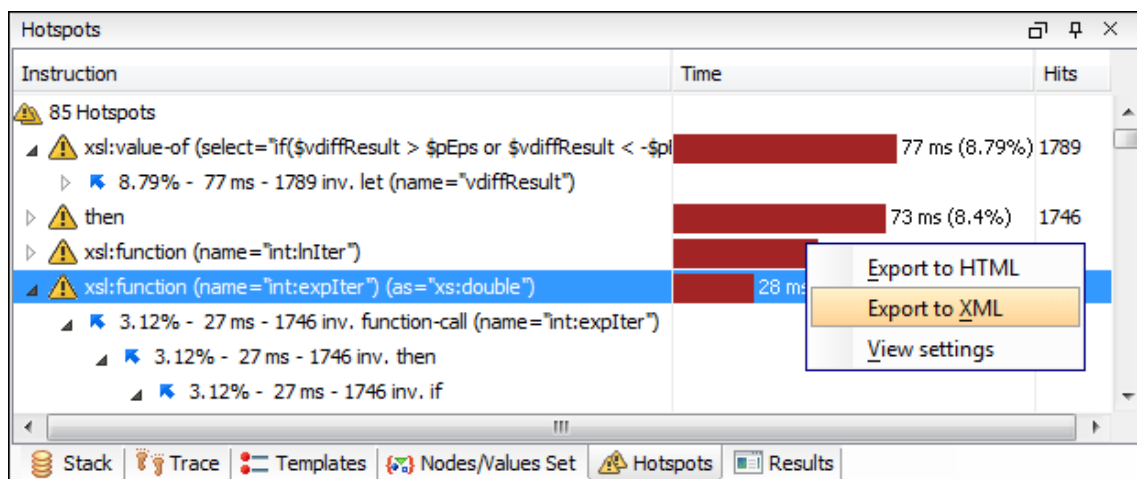 Hotspots
Instruction Time Hits
85 Hotspots
xsl:value-of (select="if($vdiffResult > $pEps or $vdiffResult < -$pl 77 ms (8.79%) 1789
8.79% - 77 ms - 1789 inv. let (name="vdiffResult")
then 73 ms (8.4%) 1746
xsl:function (name="int:lnIter")
Export to HTML
xsl:function (name="int:expIter") (as="xs:double") 28 ms
Export to XML
3.12% - 27 ms - 1746 inv. function-call (name="int:expIter")
View settings
3.12% - 27 ms - 1746 inv. then
3.12% - 27 ms - 1746 inv. if
Stack Trace Templates Nodes/Values Set Hotspots Results